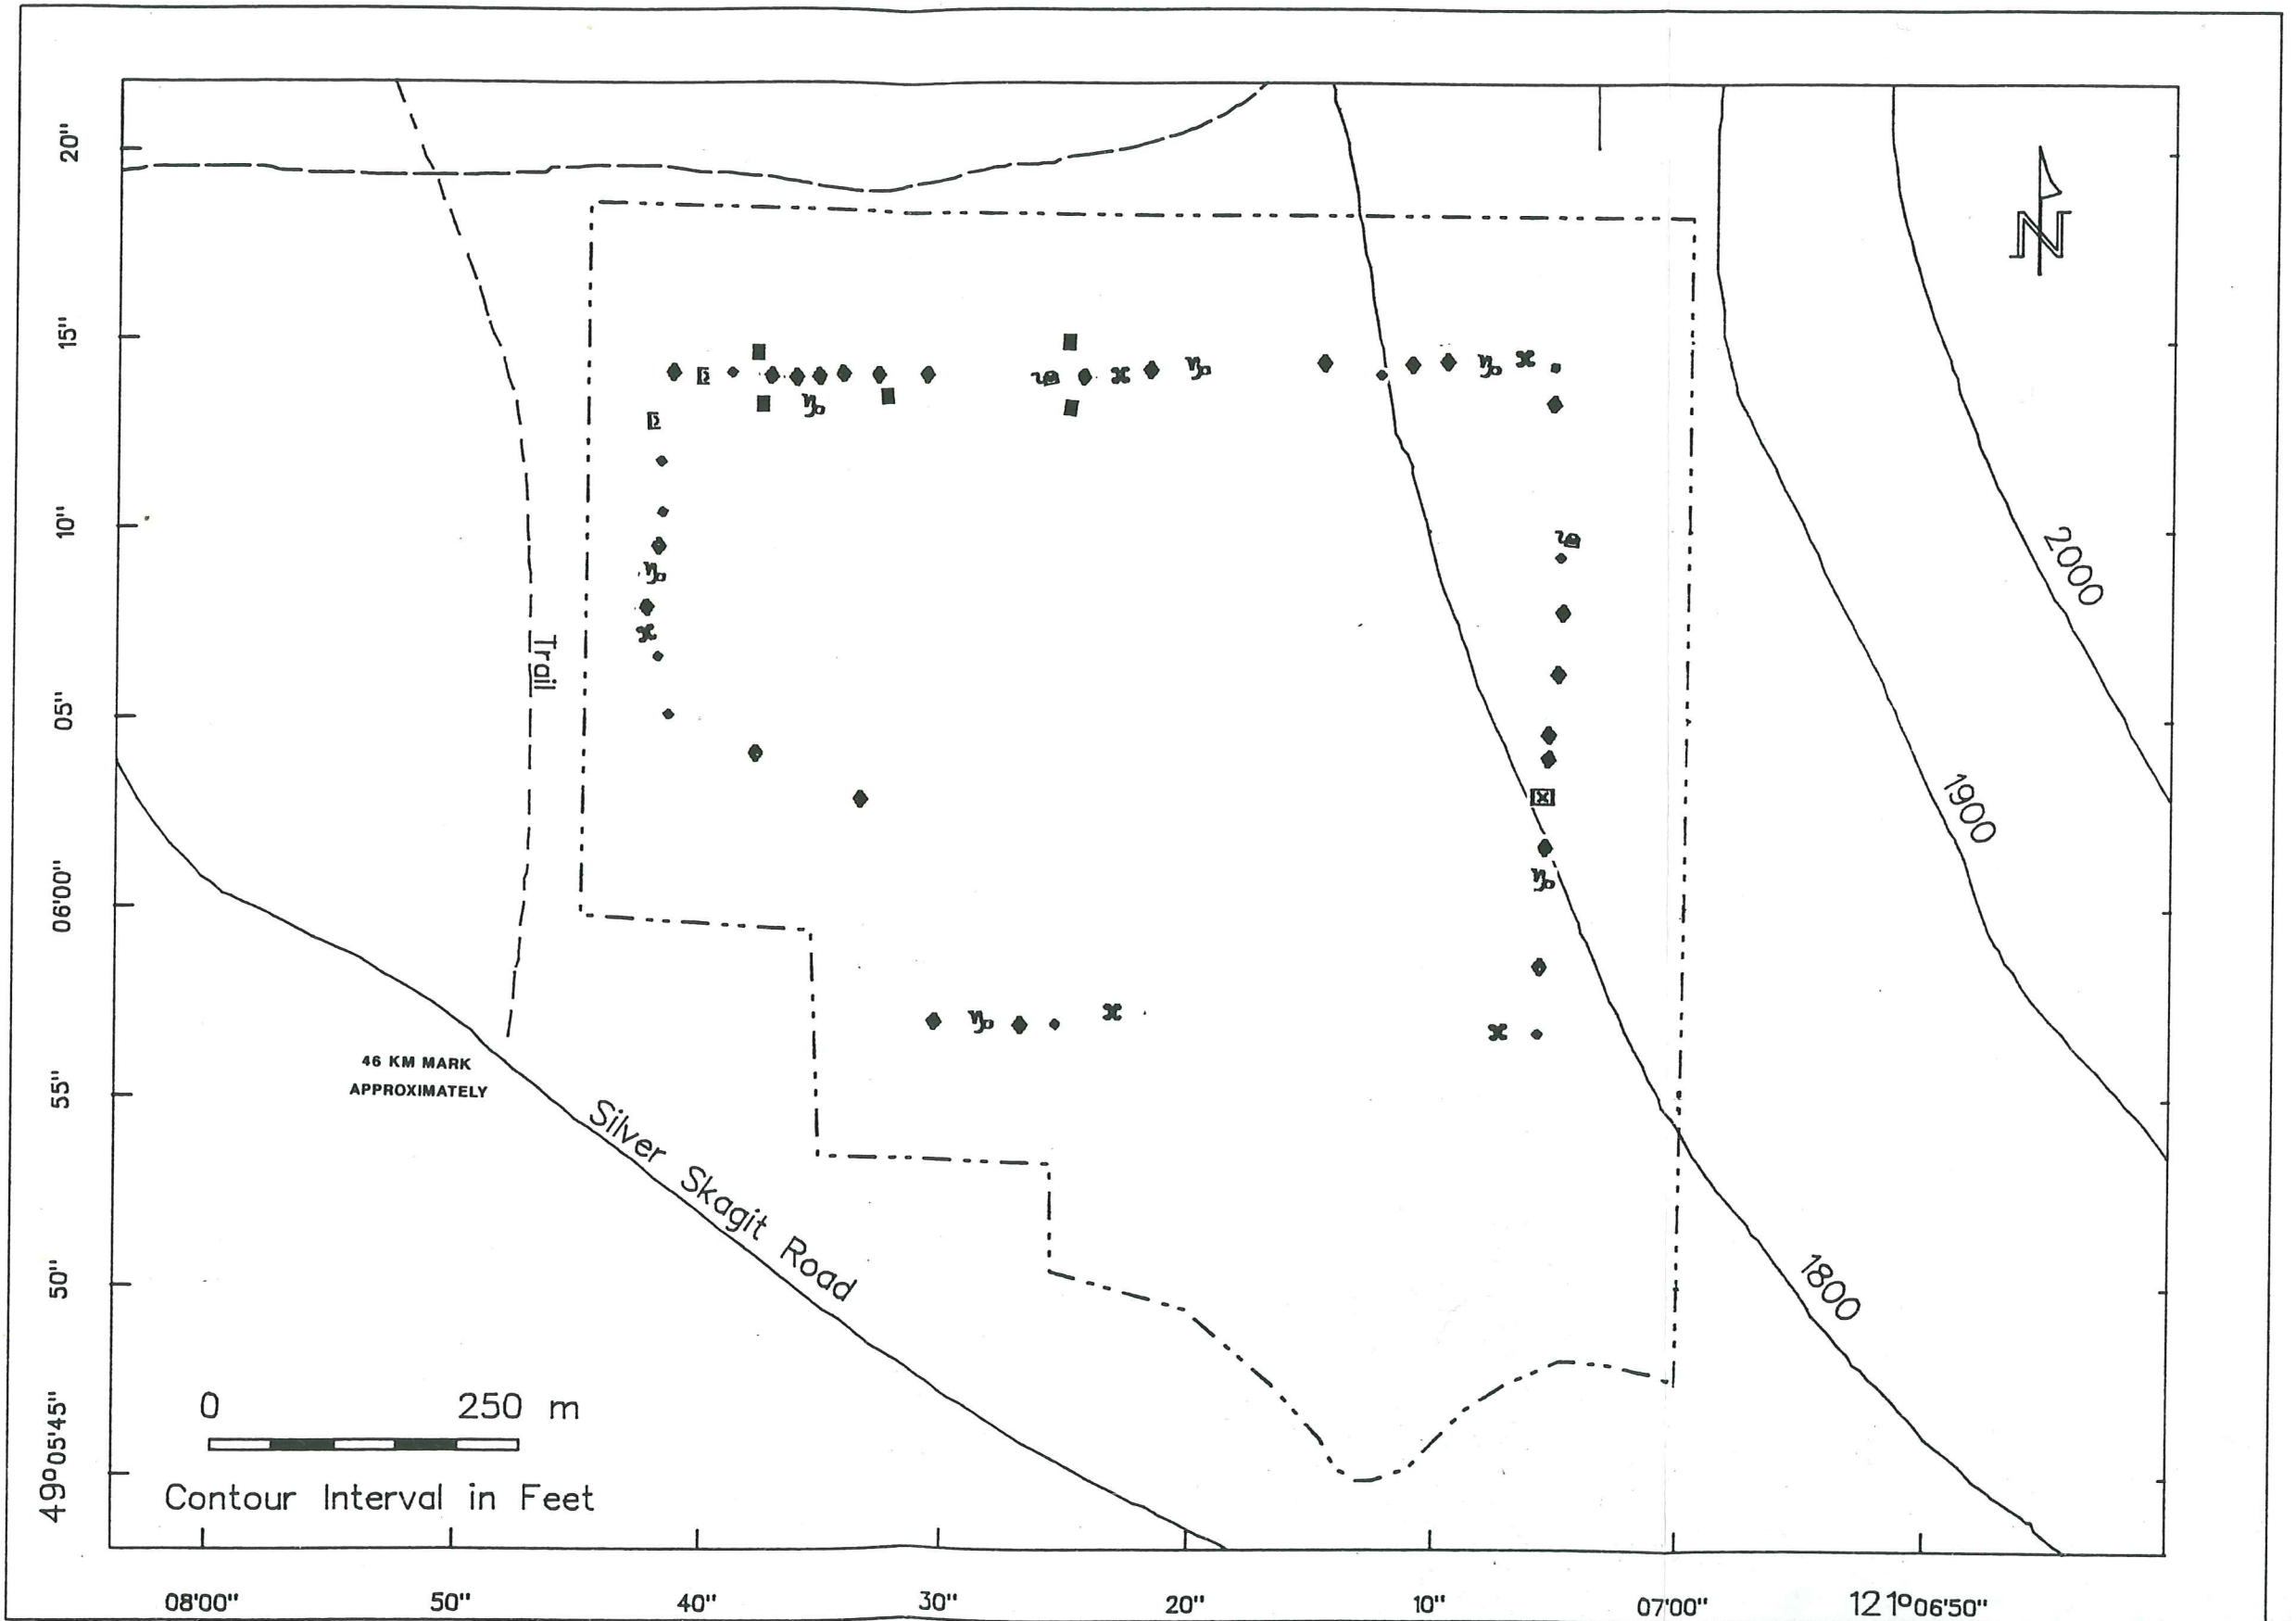 20"
15"
10"
05"
06'00"
55"
50"
49°05'45"
N
Trail
2000
1900
1800
46 KM MARK
APPROXIMATELY
Silver Skagit Road
0 250 m
Contour Interval in Feet
08'00" 50" 40" 30" 20" 10" 07'00" 121°06'50"